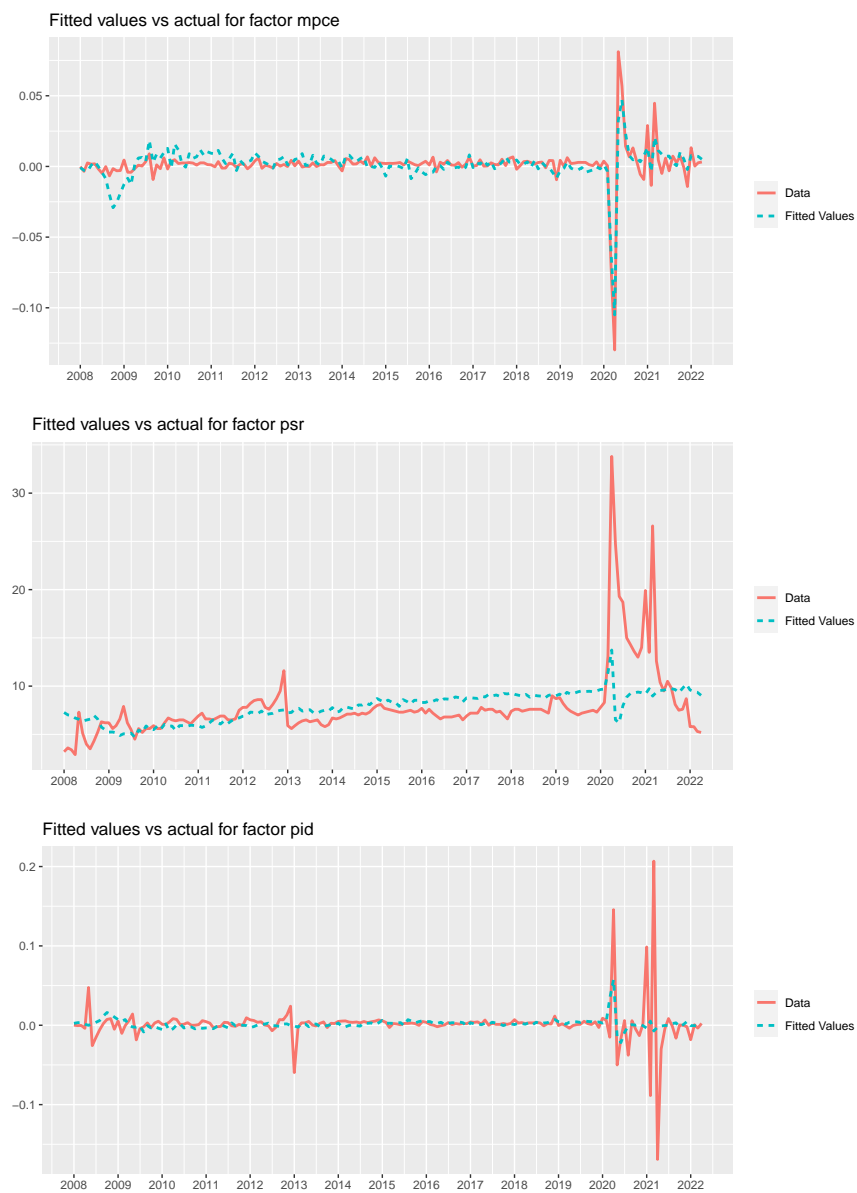 Fitted values vs actual for factor mpce
0.05
0.00
−0.05
−0.10
2008 2009 2010 2011 2012 2013 2014 2015 2016 2017 2018 2019 2020 2021 2022
Data
Fitted Values
Fitted values vs actual for factor psr
30
20
10
2008 2009 2010 2011 2012 2013 2014 2015 2016 2017 2018 2019 2020 2021 2022
Data
Fitted Values
Fitted values vs actual for factor pid
0.2
0.1
0.0
−0.1
2008 2009 2010 2011 2012 2013 2014 2015 2016 2017 2018 2019 2020 2021 2022
Data
Fitted Values